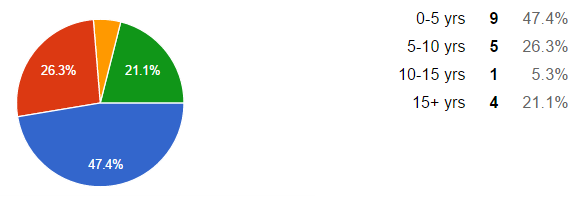 26.3%
21.1%
47.4%
0-5 yrs 9 47.4%
5-10 yrs 5 26.3%
10-15 yrs 1 5.3%
15+ yrs 4 21.1%